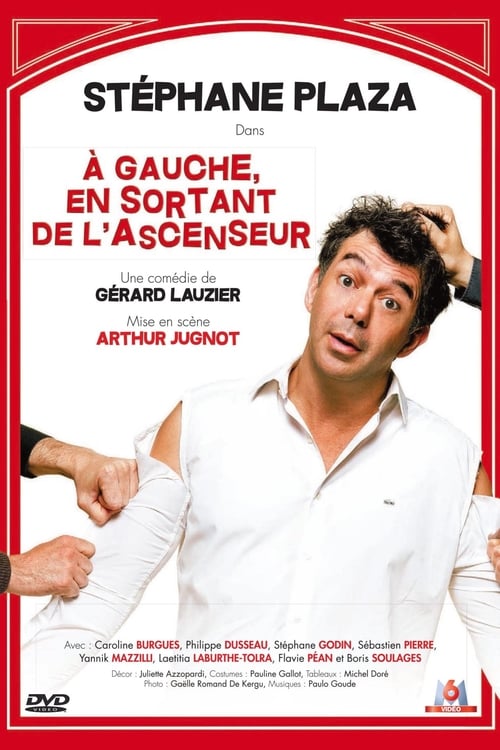 STÉPHANE PLAZA
Dans
À GAUCHE,
EN SORTANT
DE L'ASCENSEUR
Une comédie de
GÉRARD LAUZIER
Mise en scène
ARTHUR JUGNOT
Avec : Caroline BURGUES, Philippe DUSSEAU, Stéphane GODIN, Sébastien PIERRE,
Yannik MAZZILLI, Laetitia LABURTHE-TOLRA, Flavie PÉAN et Boris SOULAGES
Décor : Juliette Azzopardi, Costumes : Pauline Gallot, Tableaux : Michel Doré
Photo : Gaëlle Romand De Kergu, Musiques : Paulo Goude
DVD
VIDEO
M6
VIDEO